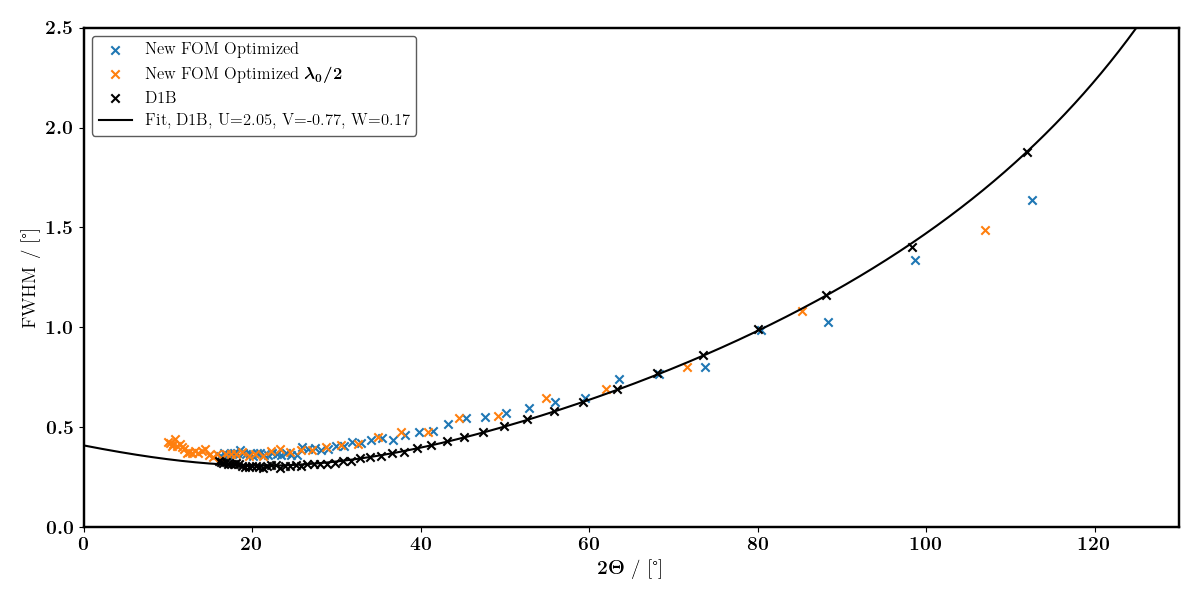 2.5
New FOM Optimized
New FOM Optimized λ₀/2
D1B
Fit, D1B, U=2.05, V=-0.77, W=0.17
2.0
1.5
FWHM / [°]
1.0
0.5
0.0
0 20 40 60 80 100 120
2Θ / [°]